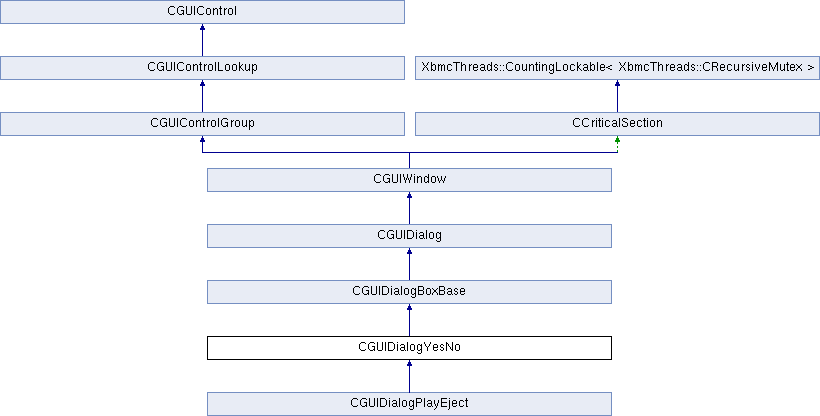 CGUIControl
CGUIControlLookup
XbmcThreads::CountingLockable< XbmcThreads::CRecursiveMutex >
CGUIControlGroup
CCriticalSection
CGUIWindow
CGUIDialog
CGUIDialogBoxBase
CGUIDialogYesNo
CGUIDialogPlayEject